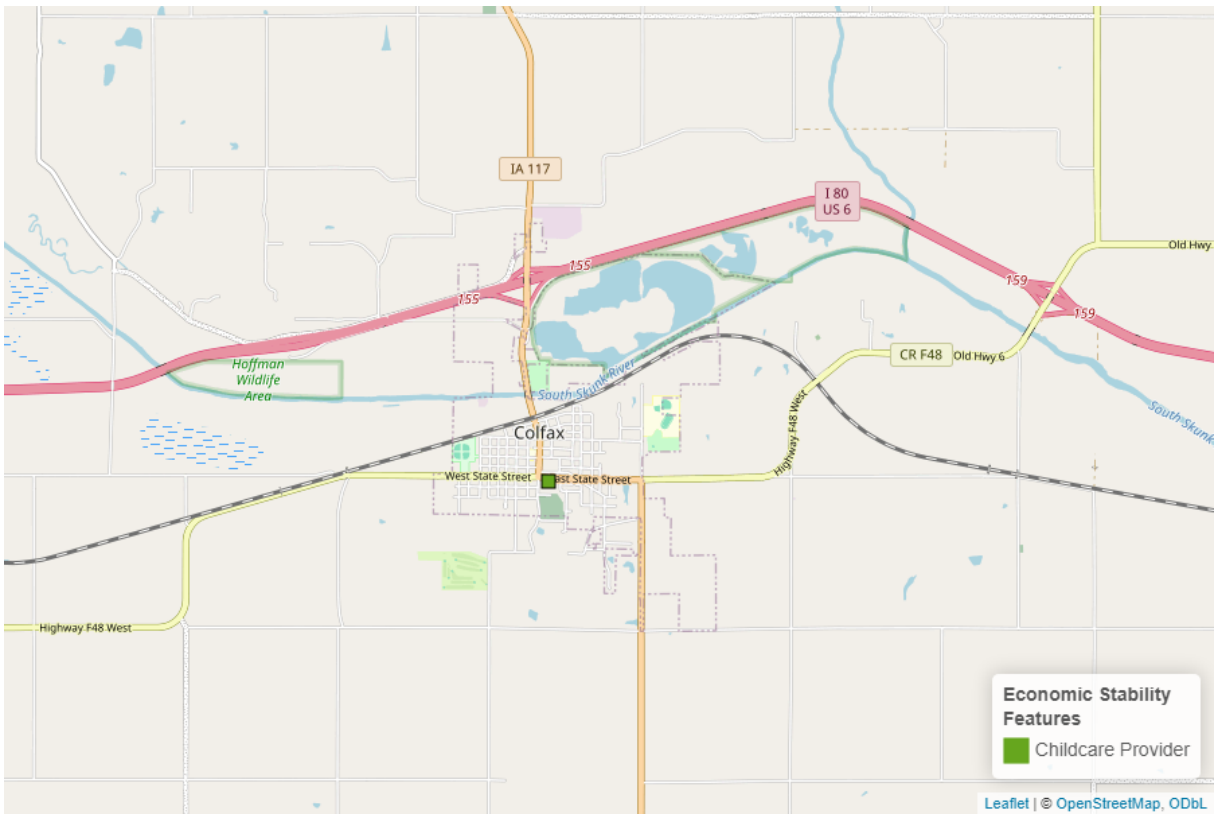 IA 117
I 80
US 6
Old Hwy
155
155
159
159
Hoffman
Wildlife
Area
CR F48
Old Hwy 6
South Skunk River
Highway F48 West
South Skunk
Colfax
West State Street
East State Street
Highway F48 West
Economic Stability
Features
Childcare Provider
Leaflet | © OpenStreetMap, ODbL